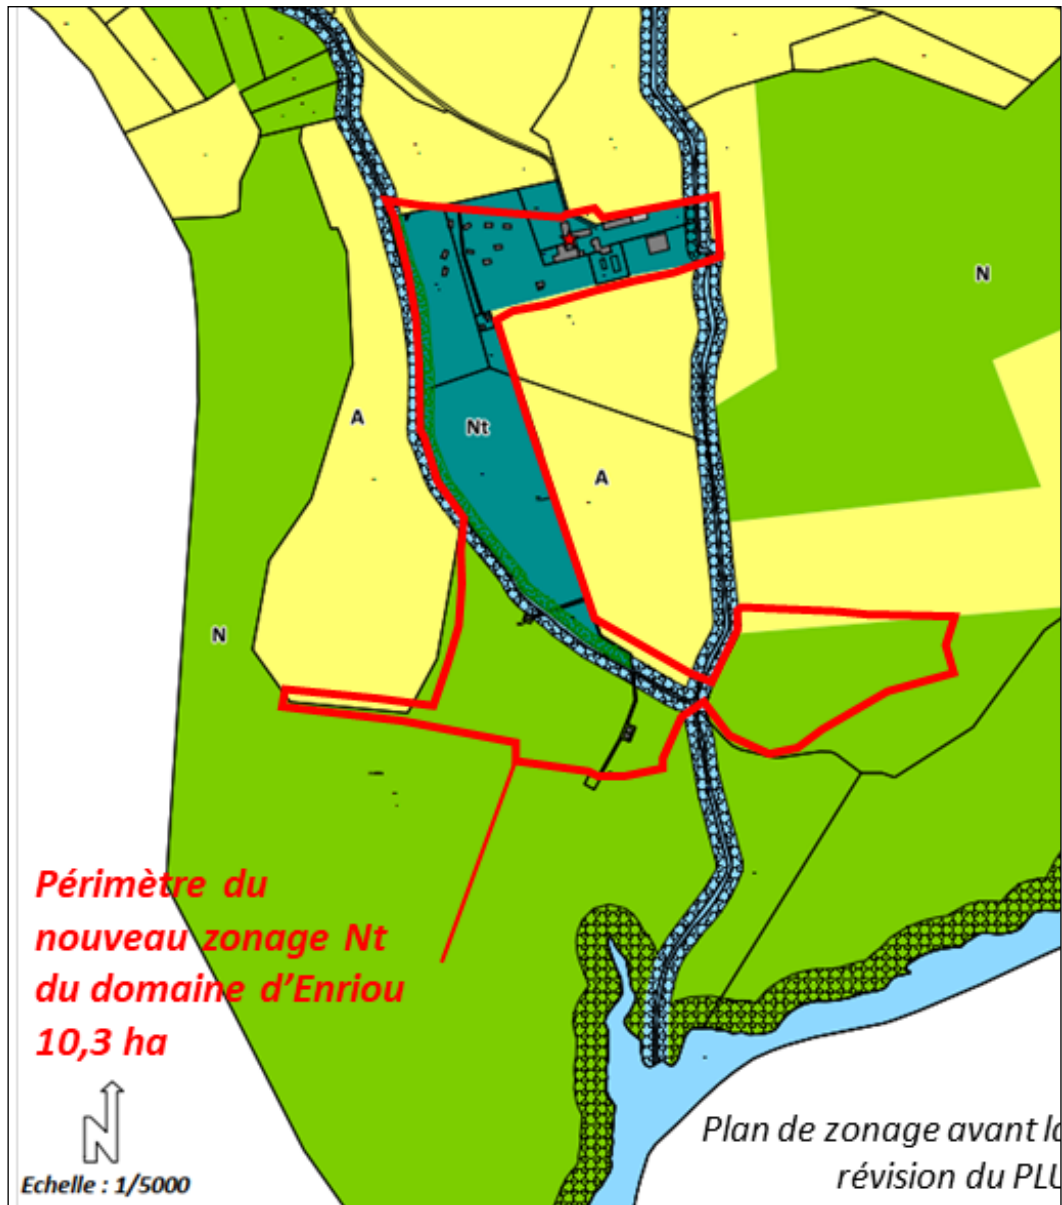 N
A
Nt
A
N
Périmètre du
nouveau zonage Nt
du domaine d'Enriou
10,3 ha
N
Echelle : 1/5000
Plan de zonage avant
révision du PLU